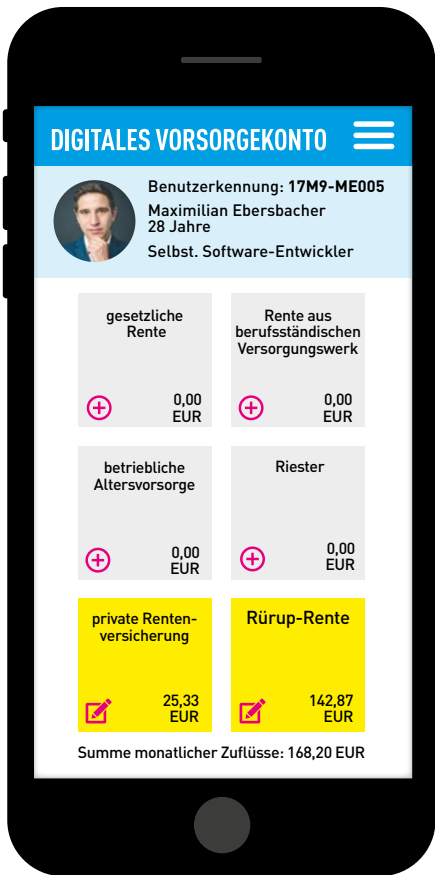 DIGITALES VORSORGEKONTO
Benutzerkennung: 17M9-ME005
Maximilian Ebersbacher
28 Jahre
Selbst. Software-Entwickler
gesetzliche
Rente
0,00
EUR
Rente aus
berufsständischen
Versorgungswerk
0,00
EUR
betriebliche
Altersvorsorge
0,00
EUR
Riester
0,00
EUR
private Renten-
versicherung
25,33
EUR
Rürup-Rente
142,87
EUR
Summe monatlicher Zuflüsse: 168,20 EUR